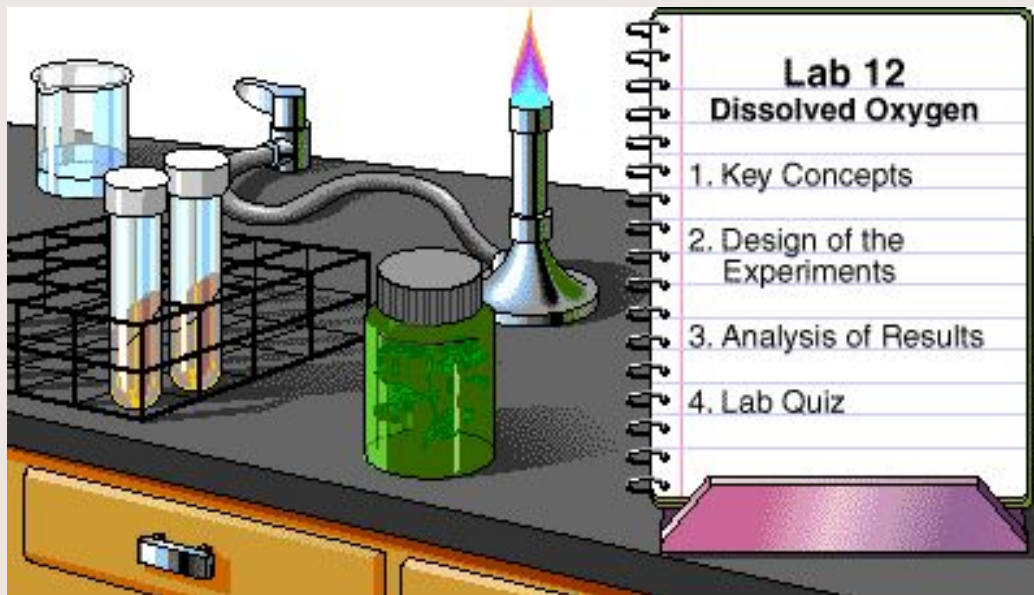 Lab 12
Dissolved Oxygen
1. Key Concepts
2. Design of the
Experiments
3. Analysis of Results
4. Lab Quiz